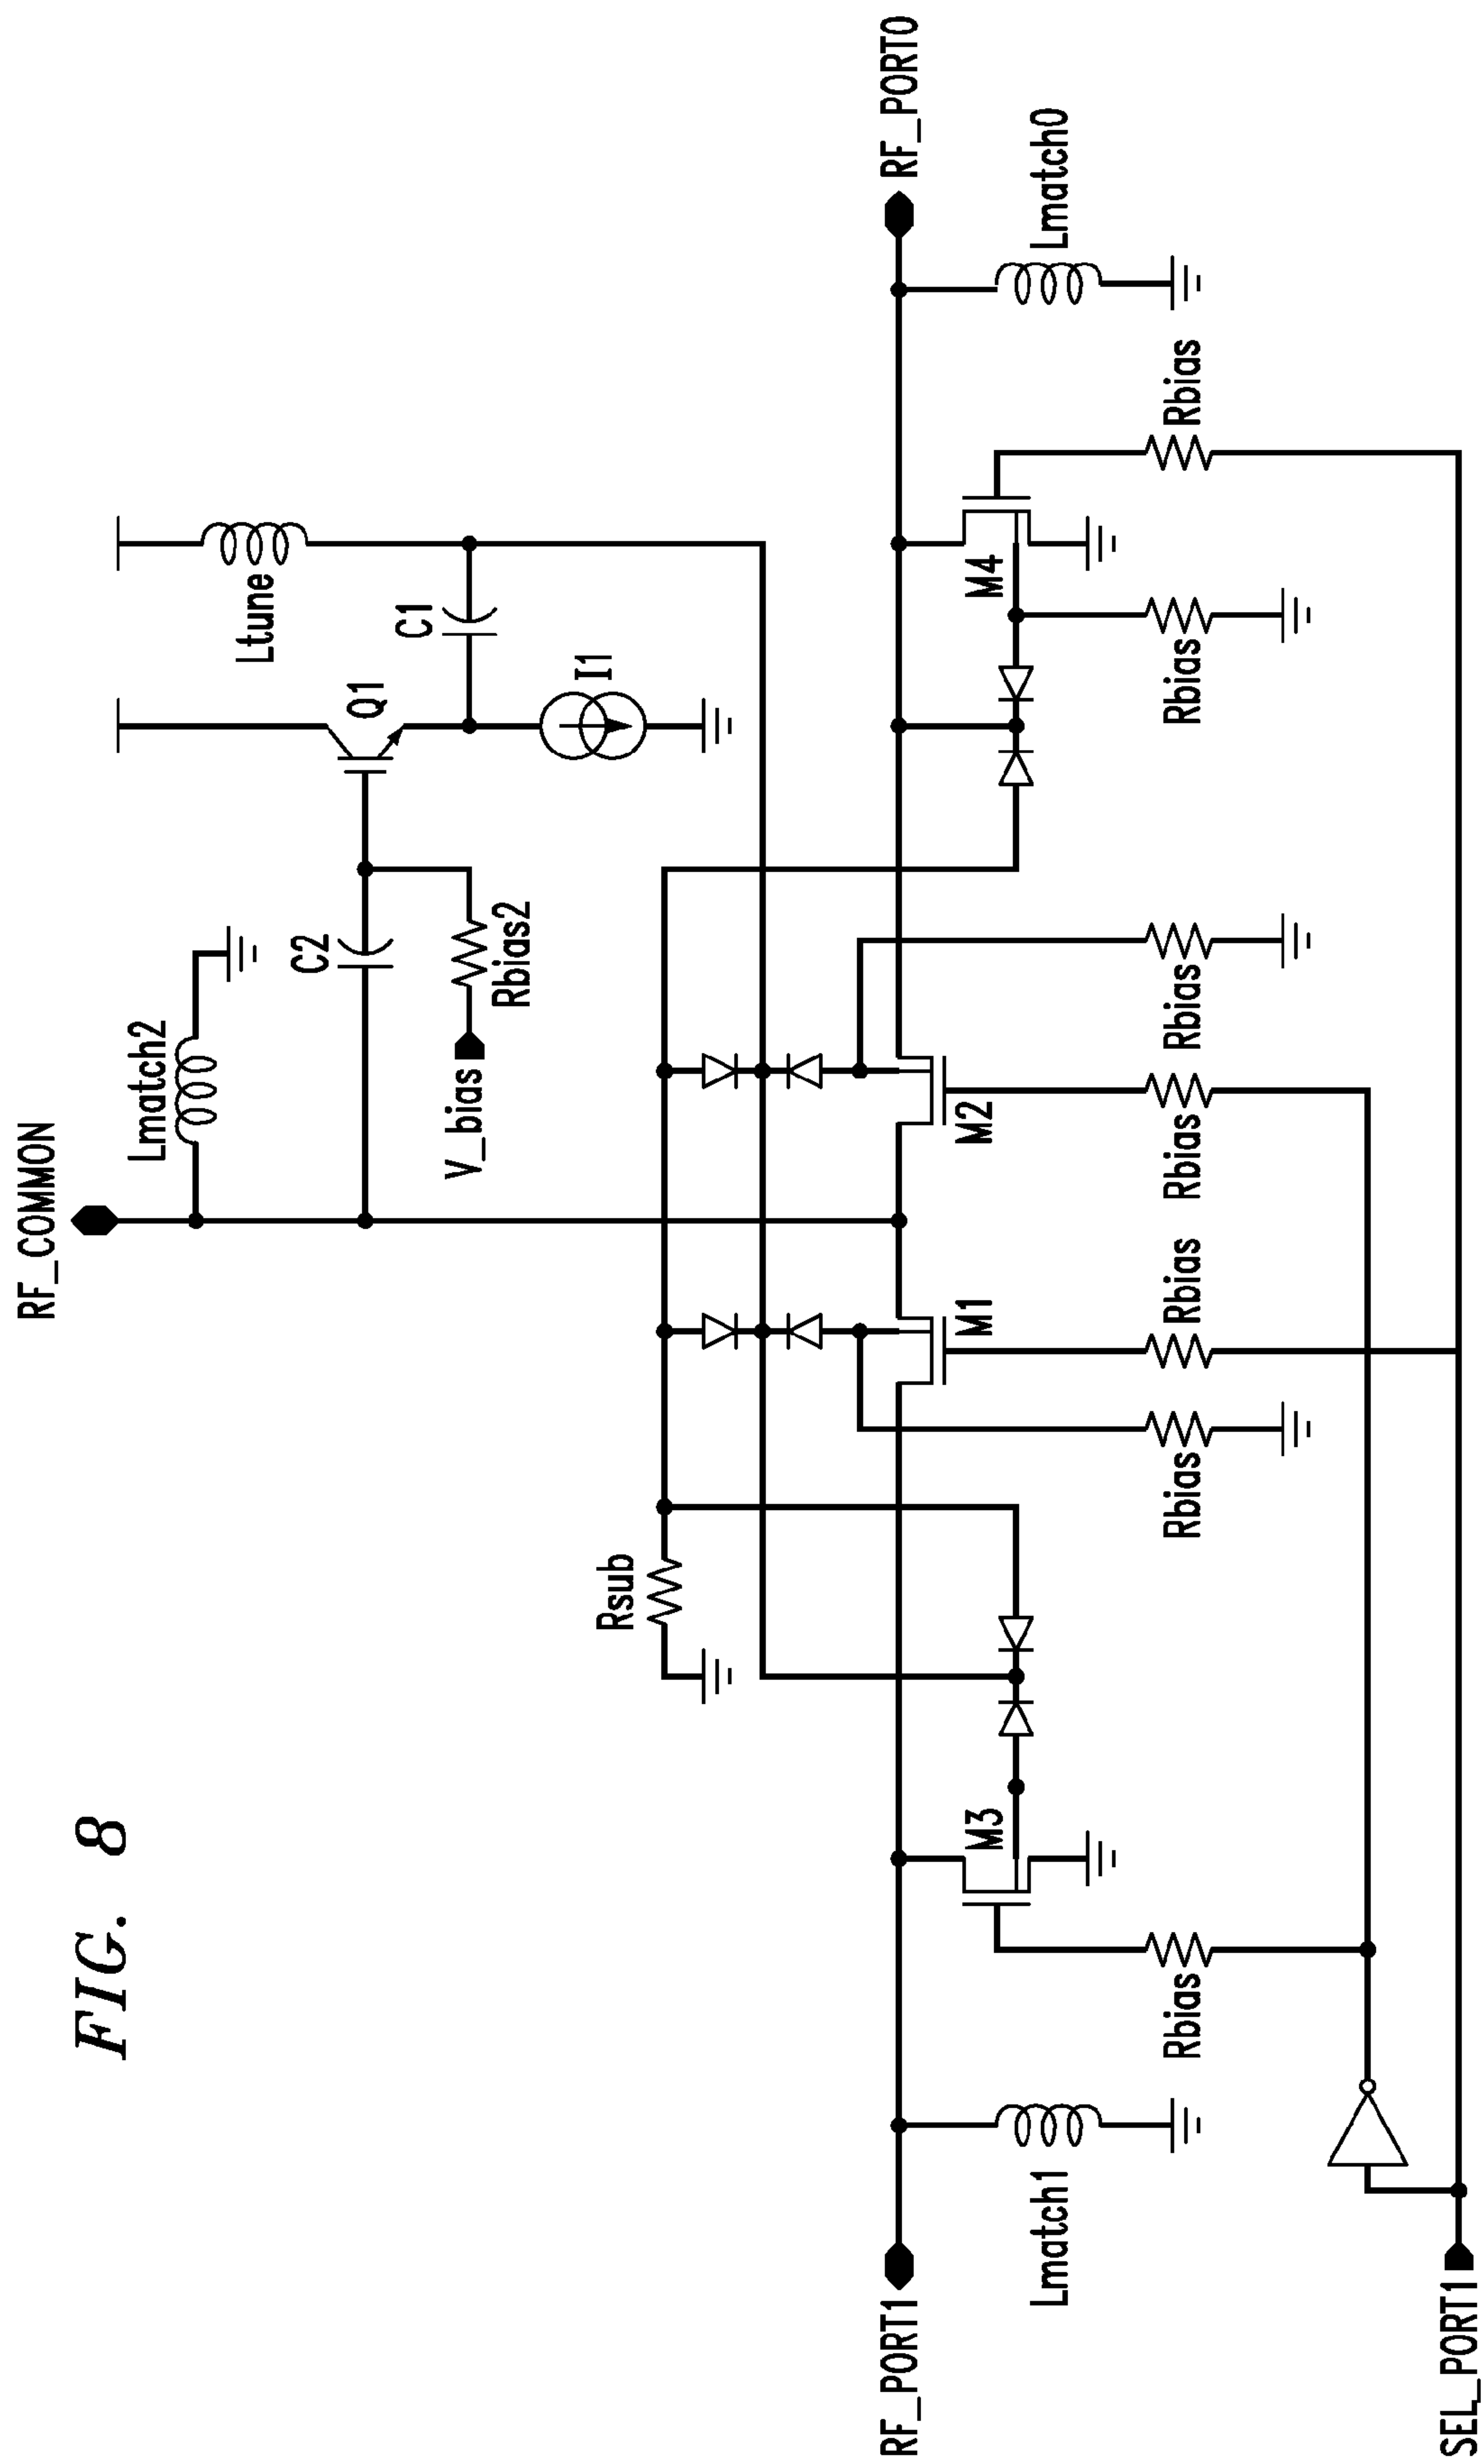 FIG. 8
RF_COMMON
Lmatch2
C2
V_bias
Rbias2
Q1
I1
C1
Ltune
Rsub
M3
M1
M2
M4
RF_PORT1
RF_PORT0
Lmatch1
Lmatch0
Rbias
Rbias
Rbias
Rbias
Rbias
Rbias
Rbias
SEL_PORT1